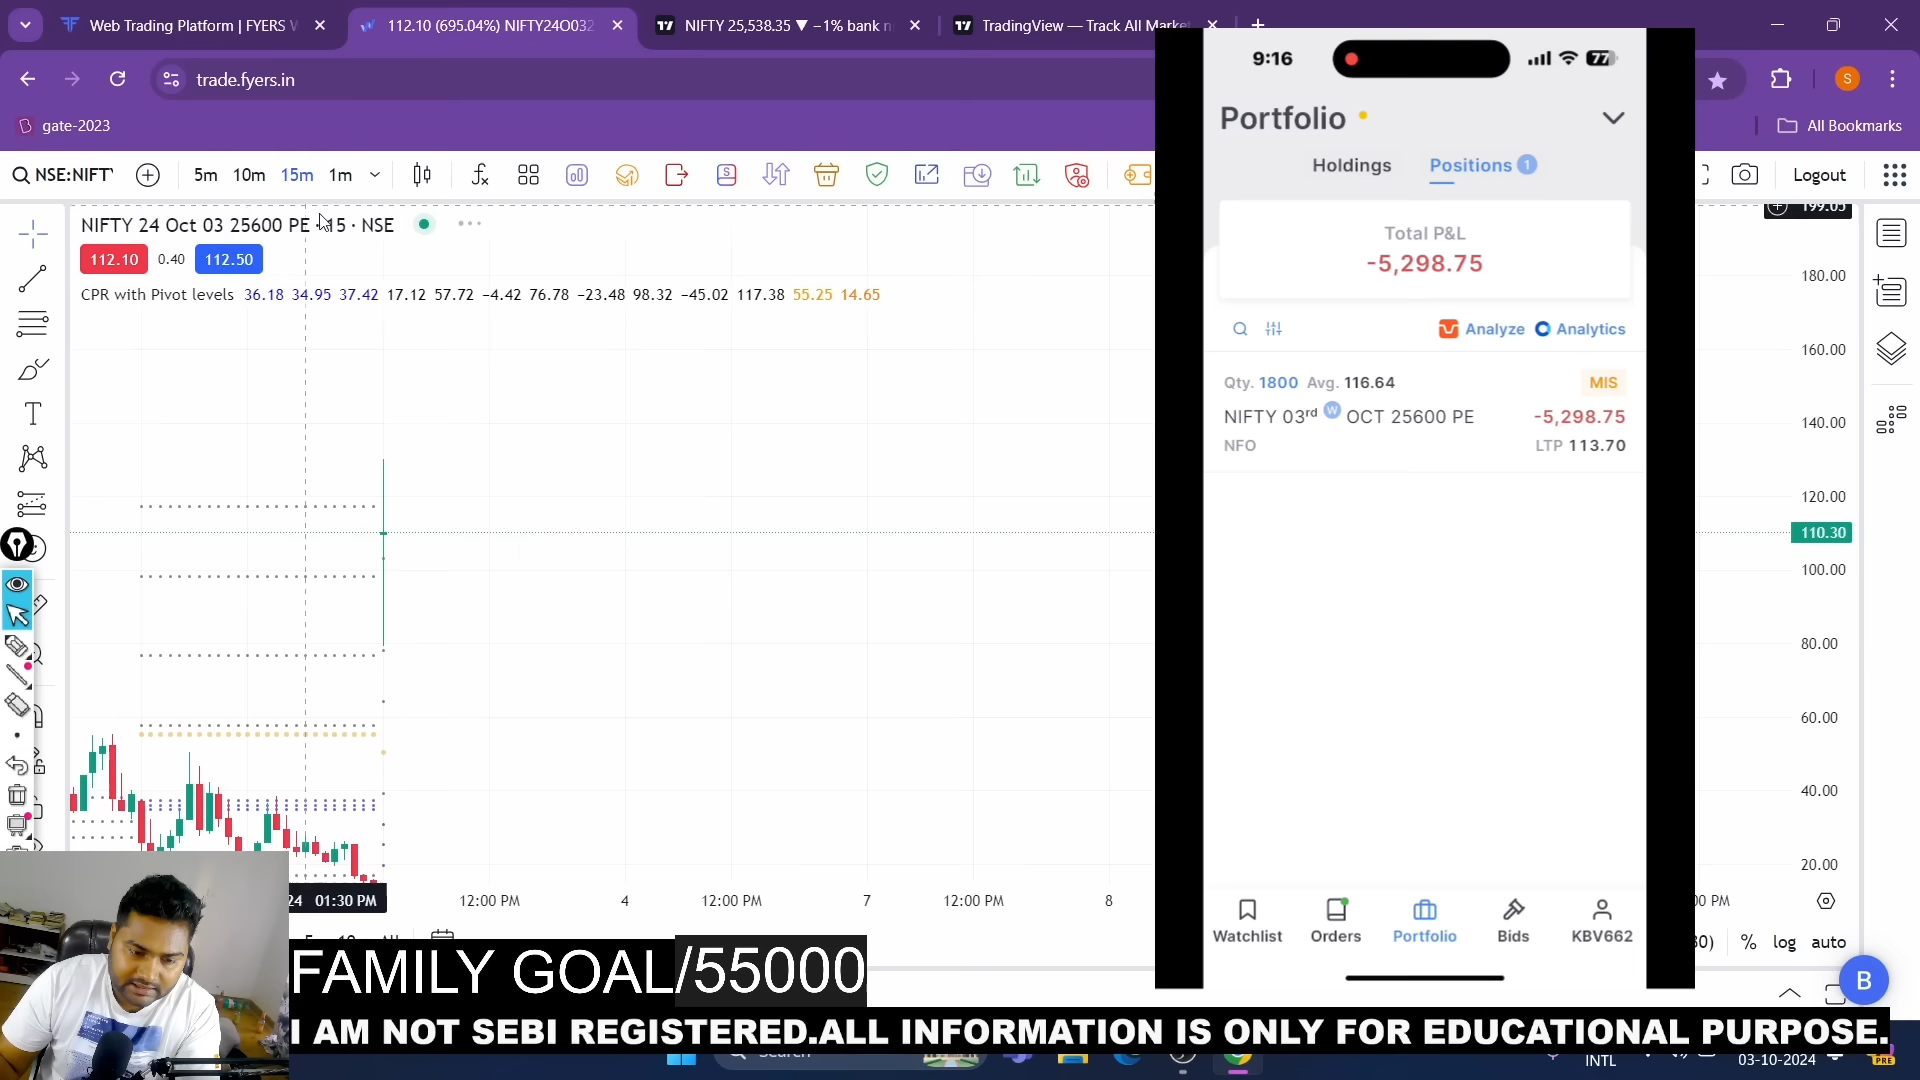 Web Trading Platform | FYERS W
112.10 (695.04%) NIFTY24O032
NIFTY 25,538.35 ▼ −1% bank n
TradingView — Track All Market
trade.fyers.in
S
gate-2023
All Bookmarks
NSE:NIFTY
5m 10m 15m 1m
Logout
NIFTY 24 Oct 03 25600 PE · 15 · NSE
112.10 0.40 112.50
CPR with Pivot levels 36.18 34.95 37.42 17.12 57.72 −4.42 76.78 −23.48 98.32 −45.02 117.38 55.25 14.65
199.05
180.00
160.00
140.00
120.00
110.30
100.00
80.00
60.00
40.00
20.00
9:16
77
Portfolio
Holdings Positions 1
Total P&L
-5,298.75
Analyze Analytics
Qty. 1800 Avg. 116.64 MIS
NIFTY 03rd W OCT 25600 PE -5,298.75
NFO LTP 113.70
Watchlist Orders Portfolio Bids KBV662
24 01:30 PM 12:00 PM 4 12:00 PM 7 12:00 PM 8
% log auto
B
FAMILY GOAL/55000
I AM NOT SEBI REGISTERED.ALL INFORMATION IS ONLY FOR EDUCATIONAL PURPOSE.
Search
INTL
03-10-2024
PRE